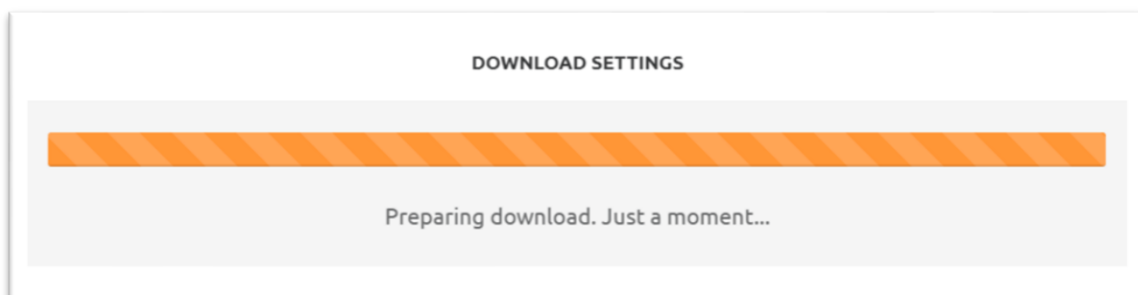 DOWNLOAD SETTINGS
Preparing download. Just a moment...